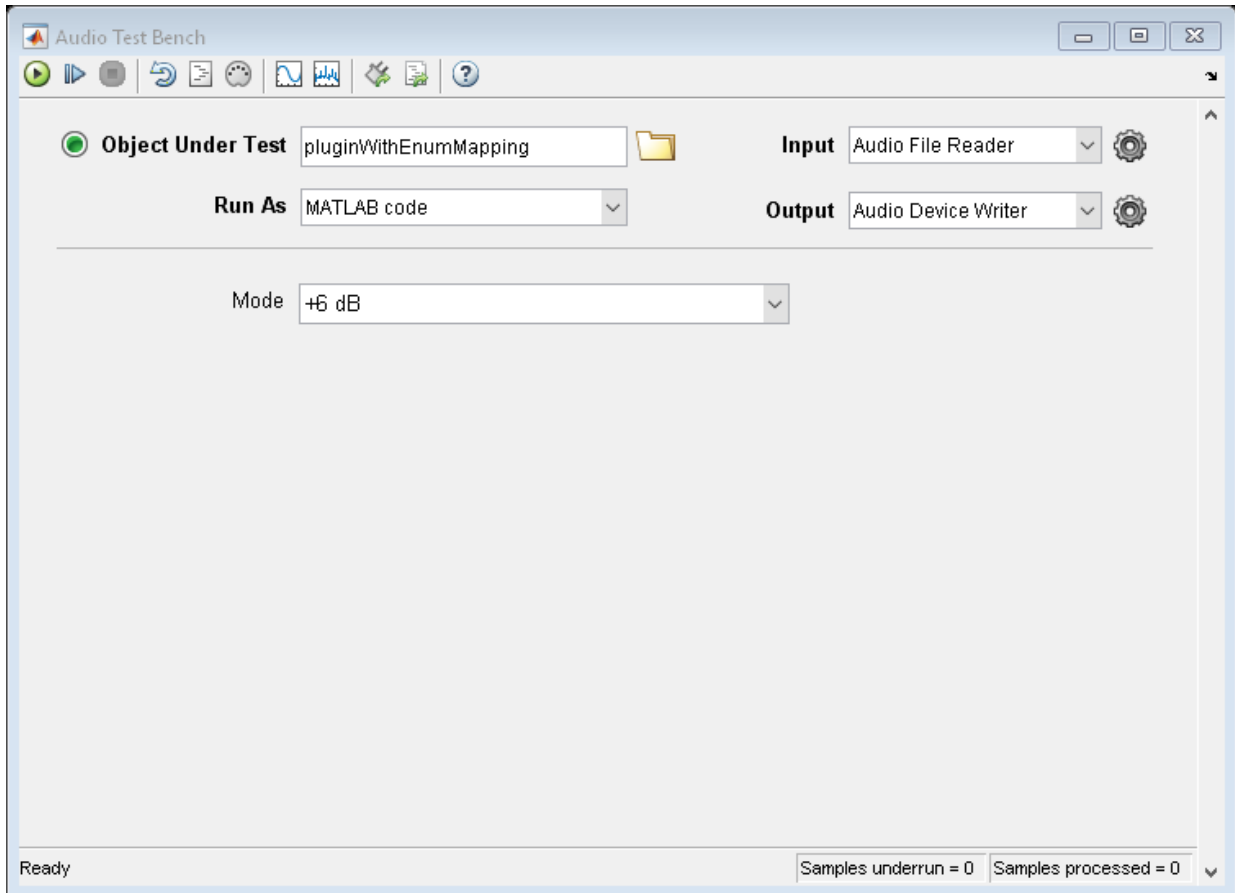 Audio Test Bench
Object Under Test pluginWithEnumMapping Input Audio File Reader
Run As MATLAB code Output Audio Device Writer
Mode +6 dB
Ready Samples underrun = 0 Samples processed = 0